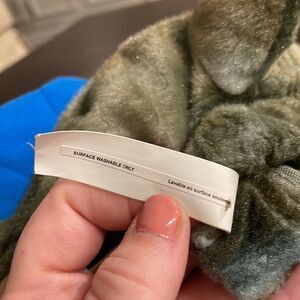 SURFACE WASHABLE ONLY
Lavable en surface seulement